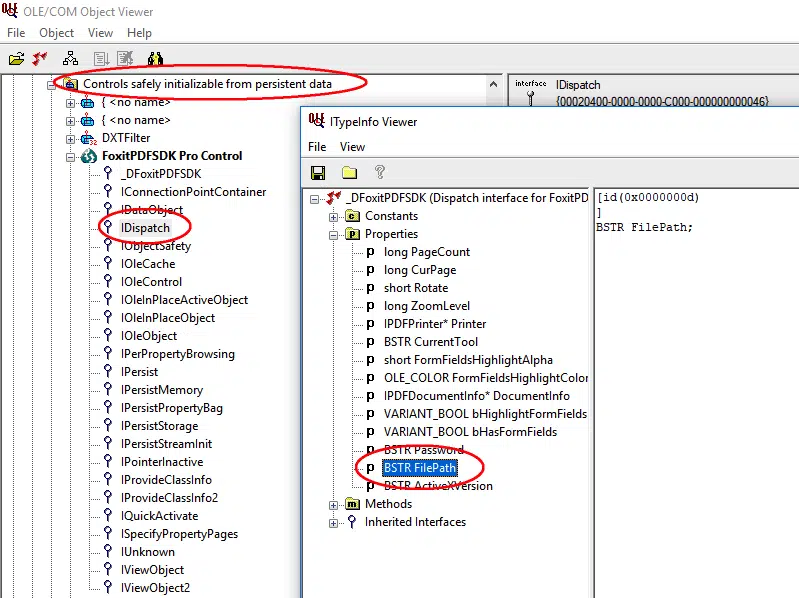 OLE/COM Object Viewer
File Object View Help
Controls safely initializable from persistent data
{ <no name>
{ <no name>
DXTFilter
FoxitPDFSDK Pro Control
_DFoxitPDFSDK
IConnectionPointContainer
IDataObject
IDispatch
IObjectSafety
IOleCache
IOleControl
IOleInPlaceActiveObject
IOleInPlaceObject
IOleObject
IPerPropertyBrowsing
IPersist
IPersistMemory
IPersistPropertyBag
IPersistStorage
IPersistStreamInit
IPointerInactive
IProvideClassInfo
IProvideClassInfo2
IQuickActivate
ISpecifyPropertyPages
IUnknown
IViewObject
IViewObject2
interface IDispatch
{00020400-0000-0000-C000-000000000046}
ITypeInfo Viewer
File View
_DFoxitPDFSDK (Dispatch interface for FoxitPD
Constants
Properties
long PageCount
long CurPage
short Rotate
long ZoomLevel
IPDFPrinter* Printer
BSTR CurrentTool
short FormFieldsHighlightAlpha
OLE_COLOR FormFieldsHighlightColor
IPDFDocumentInfo* DocumentInfo
VARIANT_BOOL bHighlightFormFields
VARIANT_BOOL bHasFormFields
BSTR Password
BSTR FilePath
BSTR ActiveXVersion
Methods
Inherited Interfaces
[id(0x0000000d)
]
BSTR FilePath;